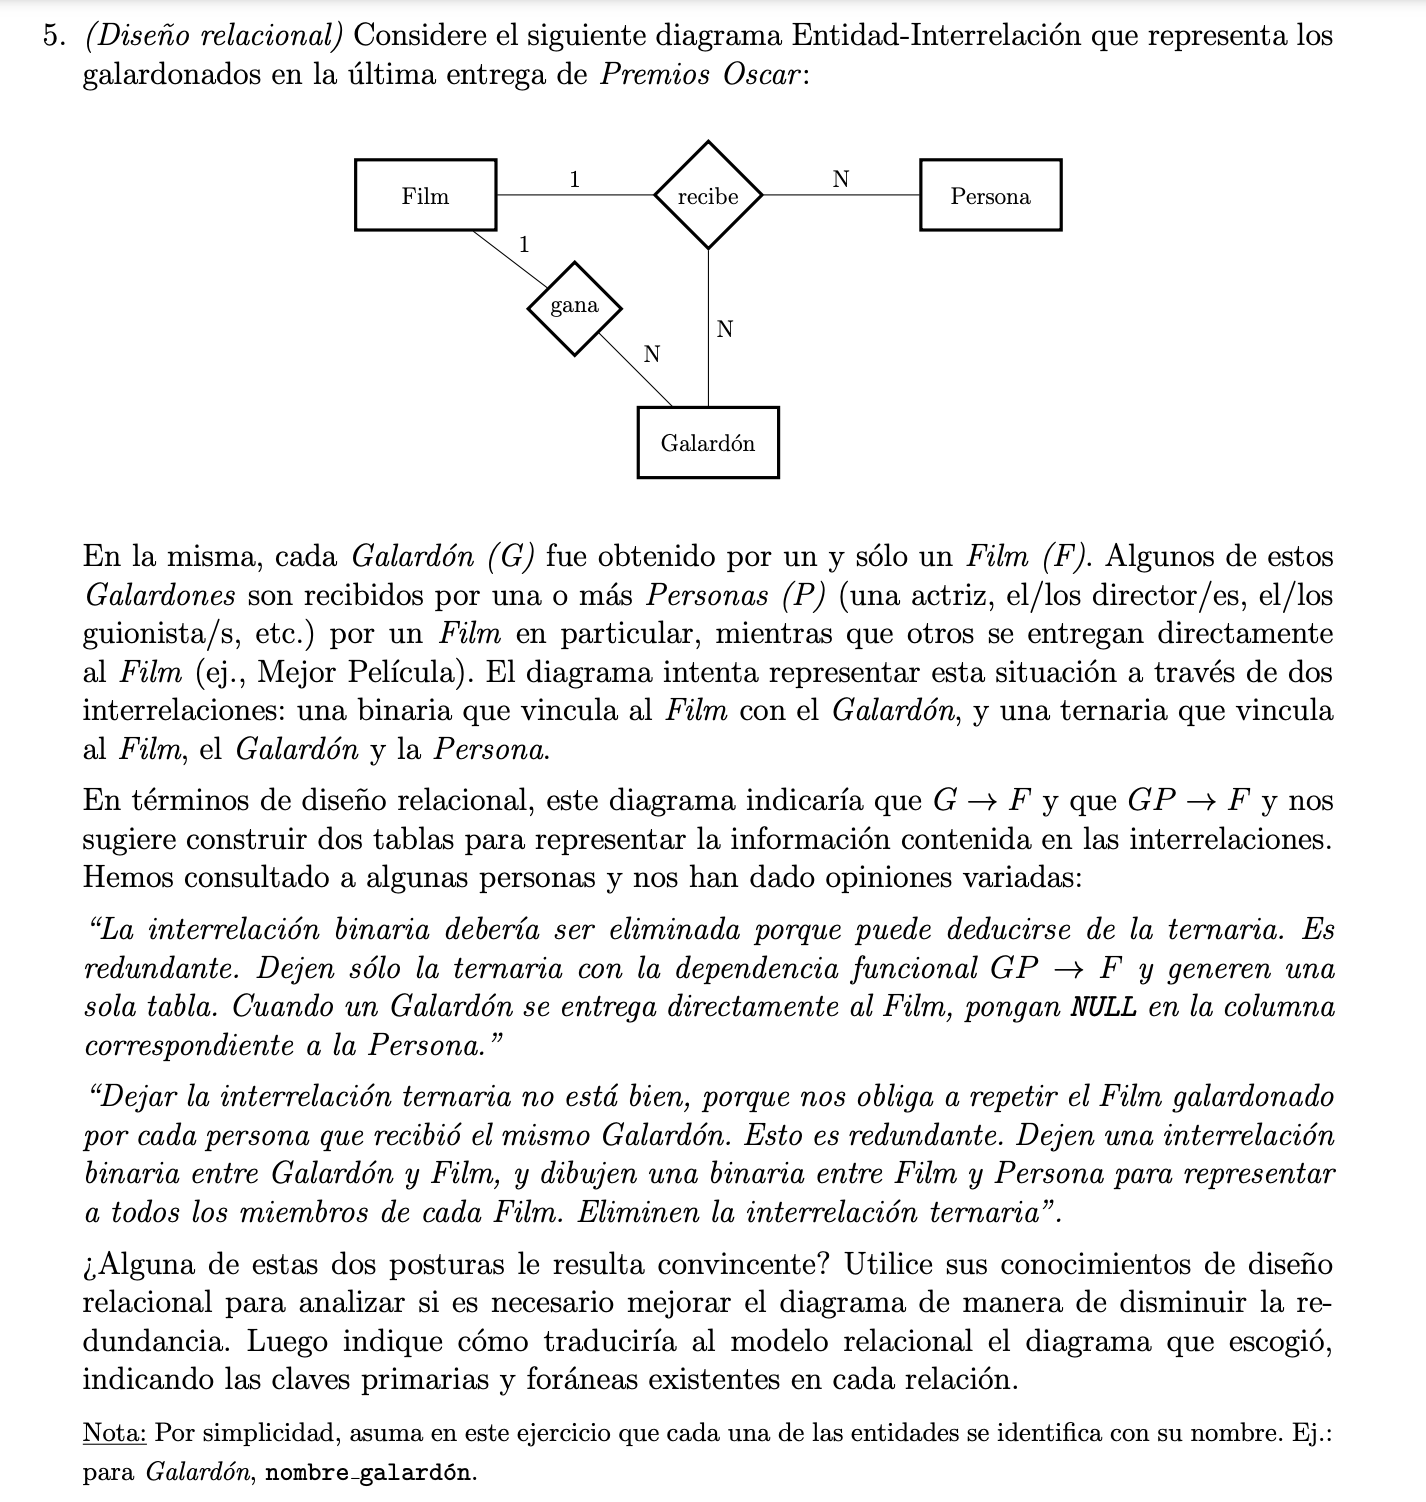 5. (Diseño relacional) Considere el siguiente diagrama Entidad-Interrelación que representa los
galardonados en la última entrega de Premios Oscar:
Film
1
recibe
N
Persona
1
gana
N
N
Galardón
En la misma, cada Galardón (G) fue obtenido por un y sólo un Film (F). Algunos de estos
Galardones son recibidos por una o más Personas (P) (una actriz, el/los director/es, el/los
guionista/s, etc.) por un Film en particular, mientras que otros se entregan directamente
al Film (ej., Mejor Película). El diagrama intenta representar esta situación a través de dos
interrelaciones: una binaria que vincula al Film con el Galardón, y una ternaria que vincula
al Film, el Galardón y la Persona.
En términos de diseño relacional, este diagrama indicaría que G → F y que GP → F y nos
sugiere construir dos tablas para representar la información contenida en las interrelaciones.
Hemos consultado a algunas personas y nos han dado opiniones variadas:
“La interrelación binaria debería ser eliminada porque puede deducirse de la ternaria. Es
redundante. Dejen sólo la ternaria con la dependencia funcional GP → F y generen una
sola tabla. Cuando un Galardón se entrega directamente al Film, pongan NULL en la columna
correspondiente a la Persona.”
“Dejar la interrelación ternaria no está bien, porque nos obliga a repetir el Film galardonado
por cada persona que recibió el mismo Galardón. Esto es redundante. Dejen una interrelación
binaria entre Galardón y Film, y dibujen una binaria entre Film y Persona para representar
a todos los miembros de cada Film. Eliminen la interrelación ternaria”.
¿Alguna de estas dos posturas le resulta convincente? Utilice sus conocimientos de diseño
relacional para analizar si es necesario mejorar el diagrama de manera de disminuir la re-
dundancia. Luego indique cómo traduciría al modelo relacional el diagrama que escogió,
indicando las claves primarias y foráneas existentes en cada relación.
Nota: Por simplicidad, asuma en este ejercicio que cada una de las entidades se identifica con su nombre. Ej.:
para Galardón, nombre_galardón.